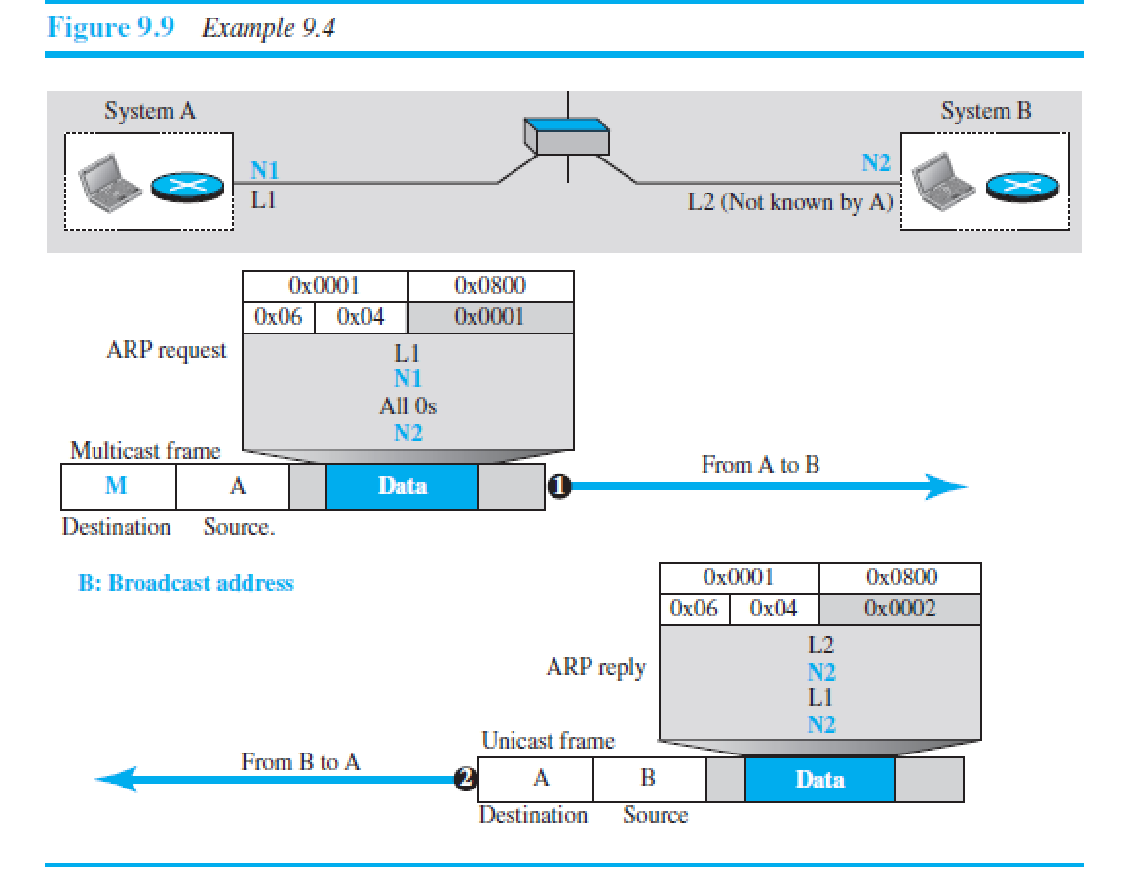 Figure 9.9 Example 9.4
System A
System B
N1
N2
L1
L2 (Not known by A)
0x0001 0x0800
0x06 0x04 0x0001
ARP request
L1
N1
All 0s
N2
Multicast frame
M A Data
1
From A to B
Destination Source.
B: Broadcast address
0x0001 0x0800
0x06 0x04 0x0002
ARP reply
L2
N2
L1
N2
Unicast frame
From B to A
2
A B Data
Destination Source